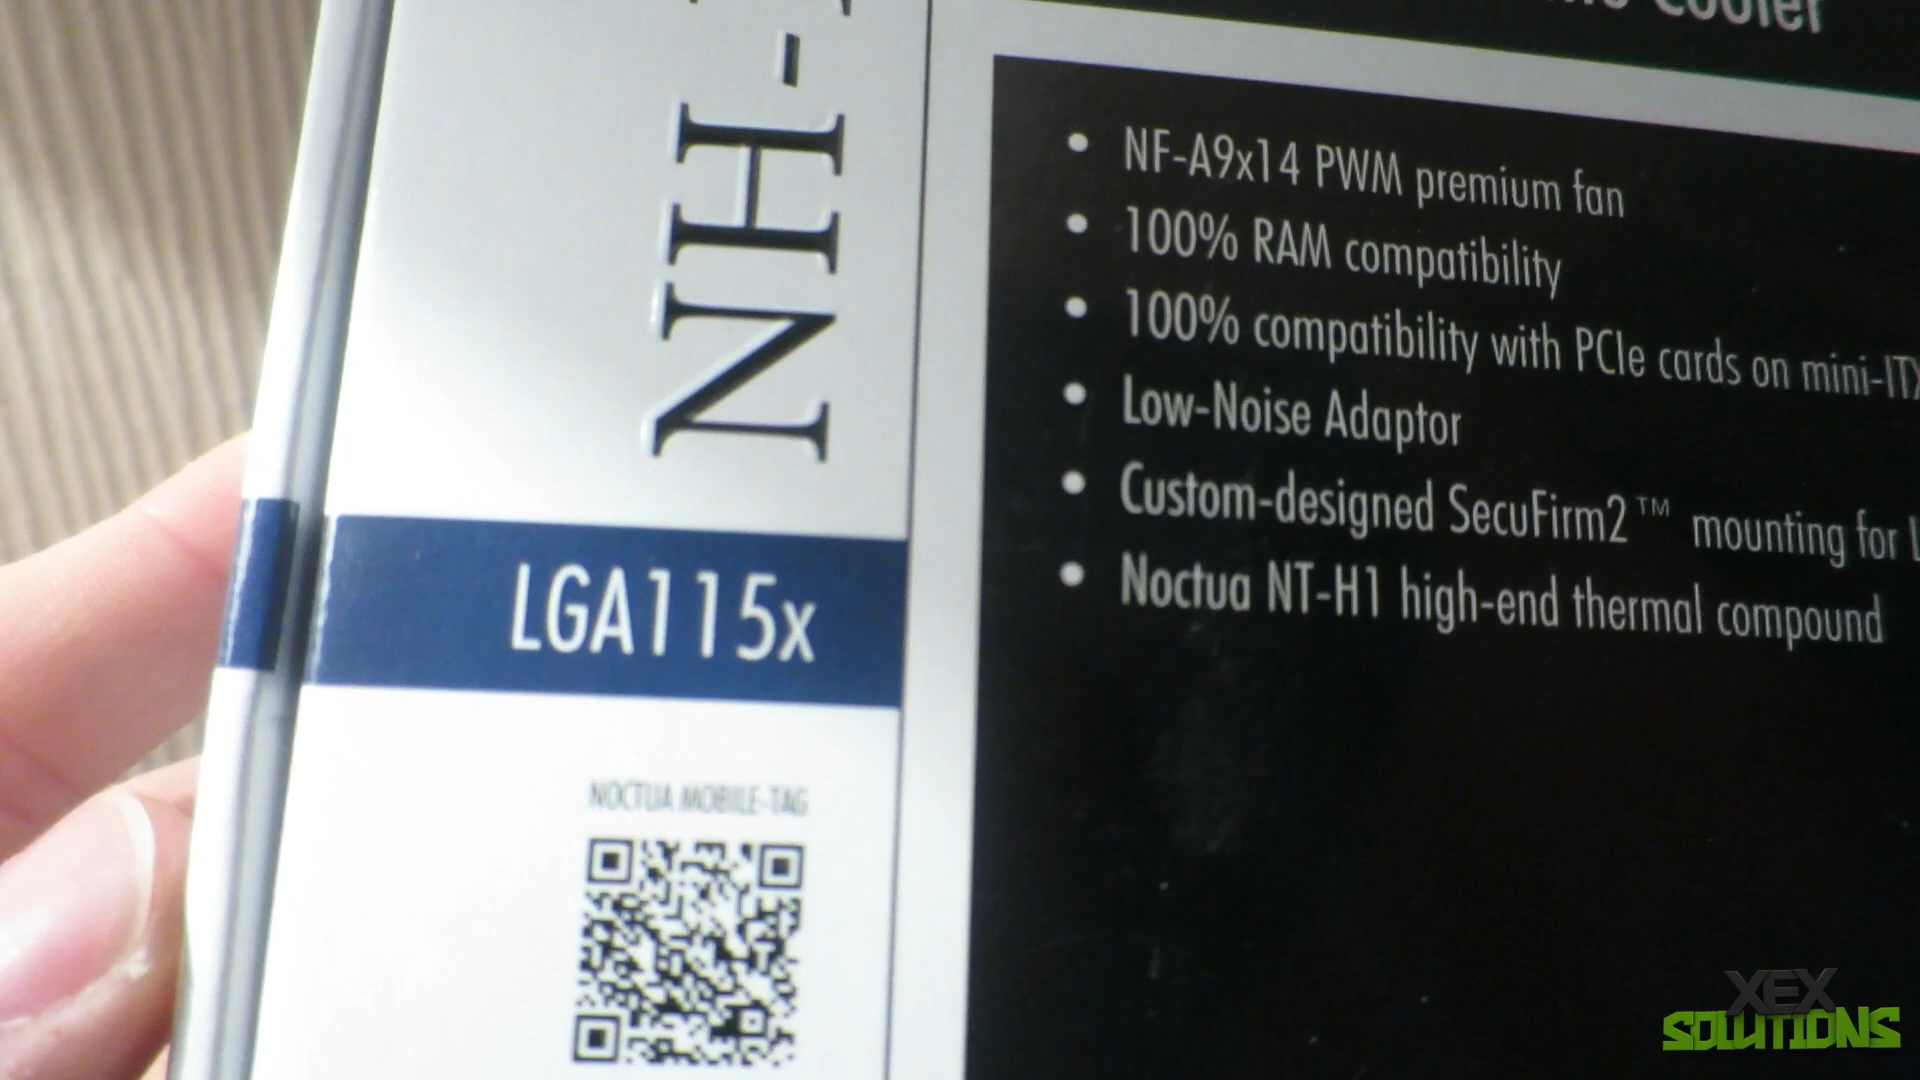 Cooler
NH-
• NF-A9x14 PWM premium fan
• 100% RAM compatibility
• 100% compatibility with PCIe cards on mini-ITX
• Low-Noise Adaptor
• Custom-designed SecuFirm2™ mounting for L
• Noctua NT-H1 high-end thermal compound
LGA115x
NOCTUA MOBILE-TAG
XEX
SOLUTIONS